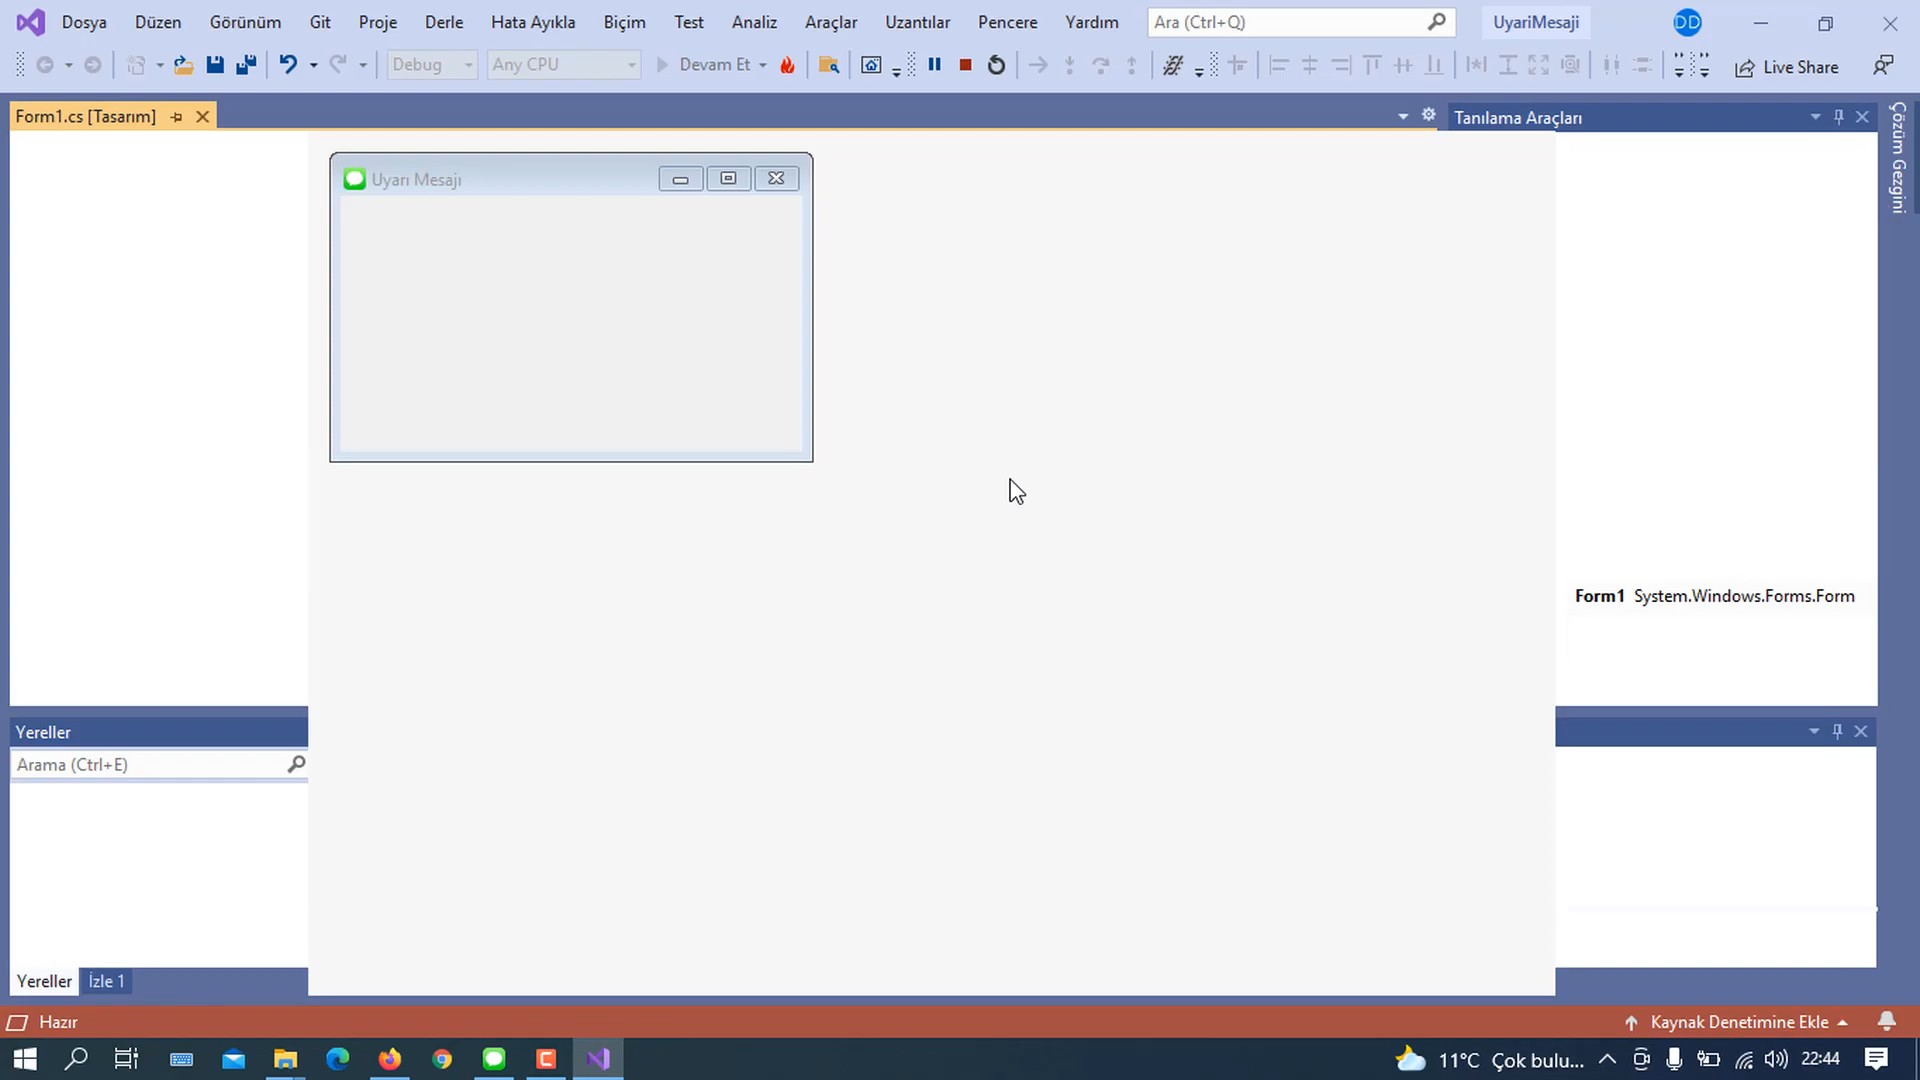 Dosya Düzen Görünüm Git Proje Derle Hata Ayıkla Biçim Test Analiz Araçlar Uzantılar Pencere Yardım Ara (Ctrl+Q) UyariMesaji DD
Debug Any CPU Devam Et Live Share
Form1.cs [Tasarım] Tanılama Araçları
Çözüm Gezgini
Uyarı Mesajı
Form1 System.Windows.Forms.Form
Yereller
Arama (Ctrl+E)
Yereller İzle 1
Hazır Kaynak Denetimine Ekle
11°C Çok bulu... 22:44